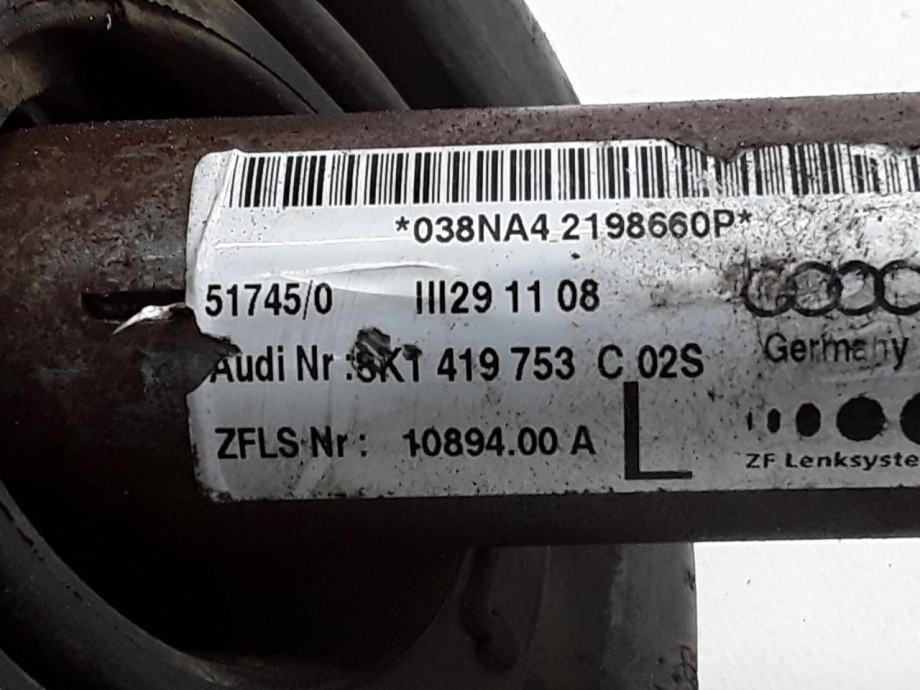 *038NA4 2198660P*
51745/0 III29 11 08
Audi Nr : 8K1 419 753 C 02S
Germany
ZFLS-Nr : 10894.00 A L
ZF Lenksyste